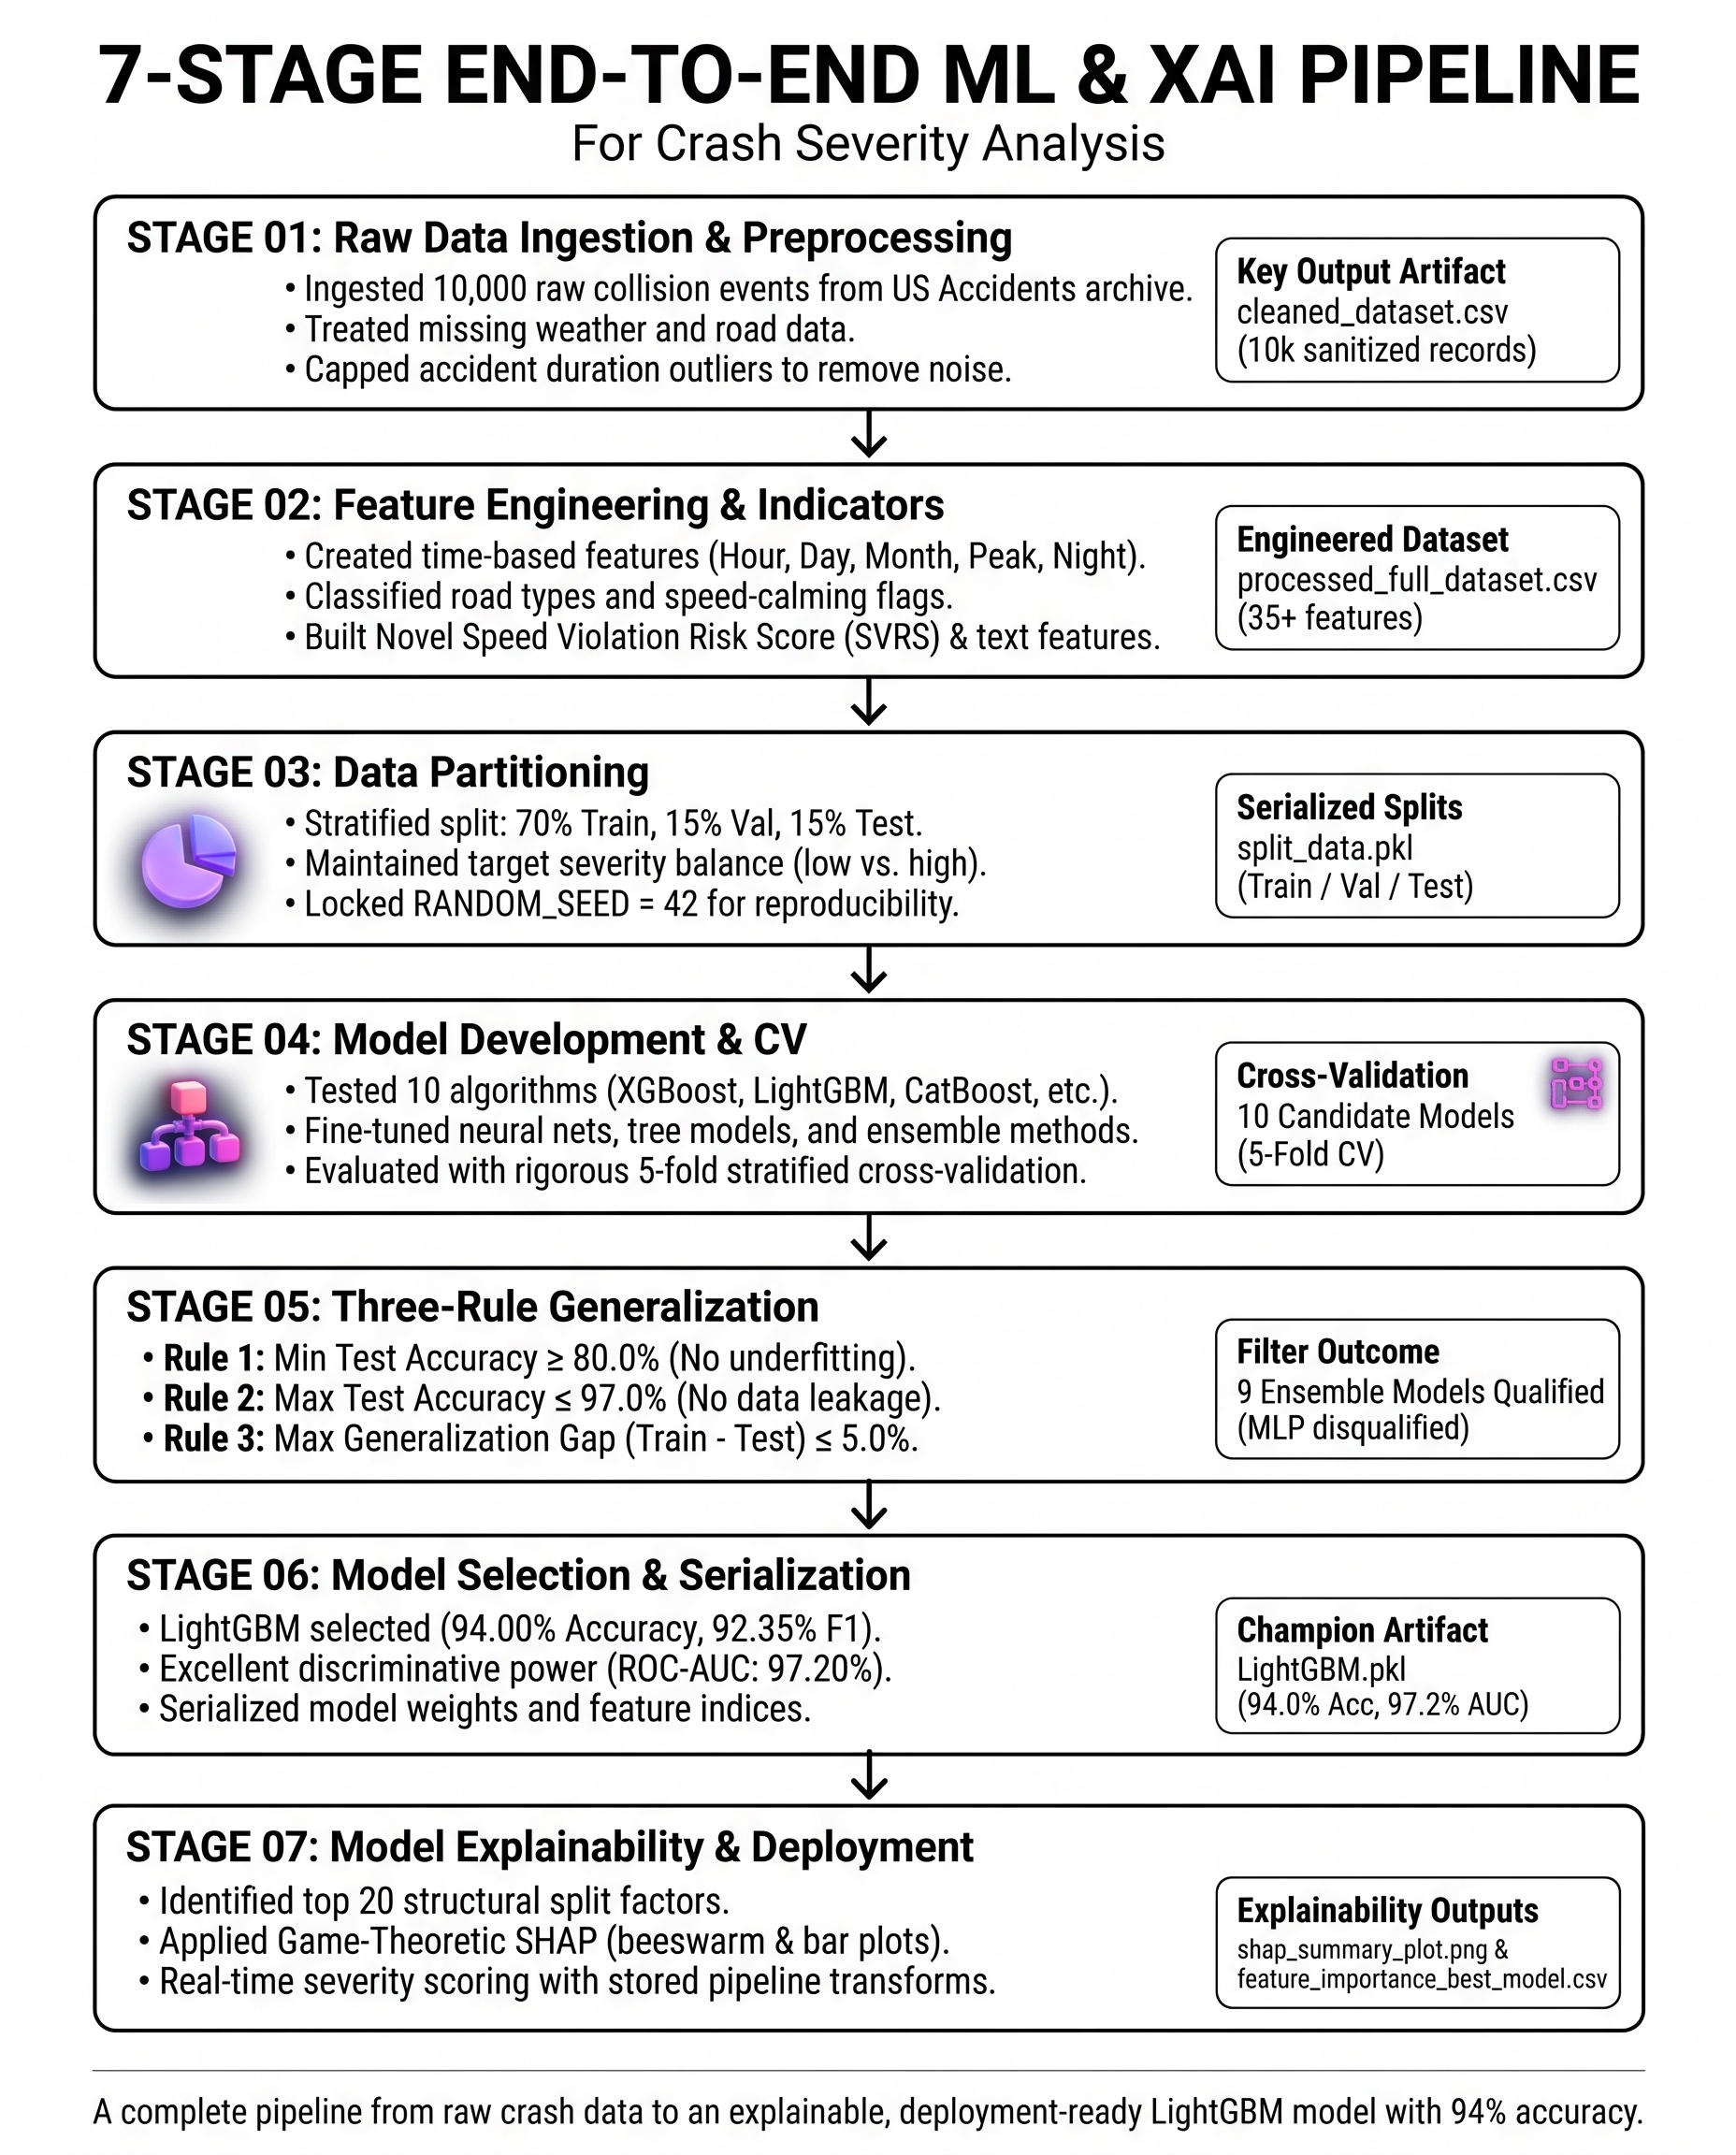 7-STAGE END-TO-END ML & XAI PIPELINE
For Crash Severity Analysis
STAGE 01: Raw Data Ingestion & Preprocessing
• Ingested 10,000 raw collision events from US Accidents archive.
• Treated missing weather and road data.
• Capped accident duration outliers to remove noise.
Key Output Artifact
cleaned_dataset.csv
(10k sanitized records)
STAGE 02: Feature Engineering & Indicators
• Created time-based features (Hour, Day, Month, Peak, Night).
• Classified road types and speed-calming flags.
• Built Novel Speed Violation Risk Score (SVRS) & text features.
Engineered Dataset
processed_full_dataset.csv
(35+ features)
STAGE 03: Data Partitioning
• Stratified split: 70% Train, 15% Val, 15% Test.
• Maintained target severity balance (low vs. high).
• Locked RANDOM_SEED = 42 for reproducibility.
Serialized Splits
split_data.pkl
(Train / Val / Test)
STAGE 04: Model Development & CV
• Tested 10 algorithms (XGBoost, LightGBM, CatBoost, etc.).
• Fine-tuned neural nets, tree models, and ensemble methods.
• Evaluated with rigorous 5-fold stratified cross-validation.
Cross-Validation
10 Candidate Models
(5-Fold CV)
STAGE 05: Three-Rule Generalization
• Rule 1: Min Test Accuracy ≥ 80.0% (No underfitting).
• Rule 2: Max Test Accuracy ≤ 97.0% (No data leakage).
• Rule 3: Max Generalization Gap (Train - Test) ≤ 5.0%.
Filter Outcome
9 Ensemble Models Qualified
(MLP disqualified)
STAGE 06: Model Selection & Serialization
• LightGBM selected (94.00% Accuracy, 92.35% F1).
• Excellent discriminative power (ROC-AUC: 97.20%).
• Serialized model weights and feature indices.
Champion Artifact
LightGBM.pkl
(94.0% Acc, 97.2% AUC)
STAGE 07: Model Explainability & Deployment
• Identified top 20 structural split factors.
• Applied Game-Theoretic SHAP (beeswarm & bar plots).
• Real-time severity scoring with stored pipeline transforms.
Explainability Outputs
shap_summary_plot.png &
feature_importance_best_model.csv
A complete pipeline from raw crash data to an explainable, deployment-ready LightGBM model with 94% accuracy.